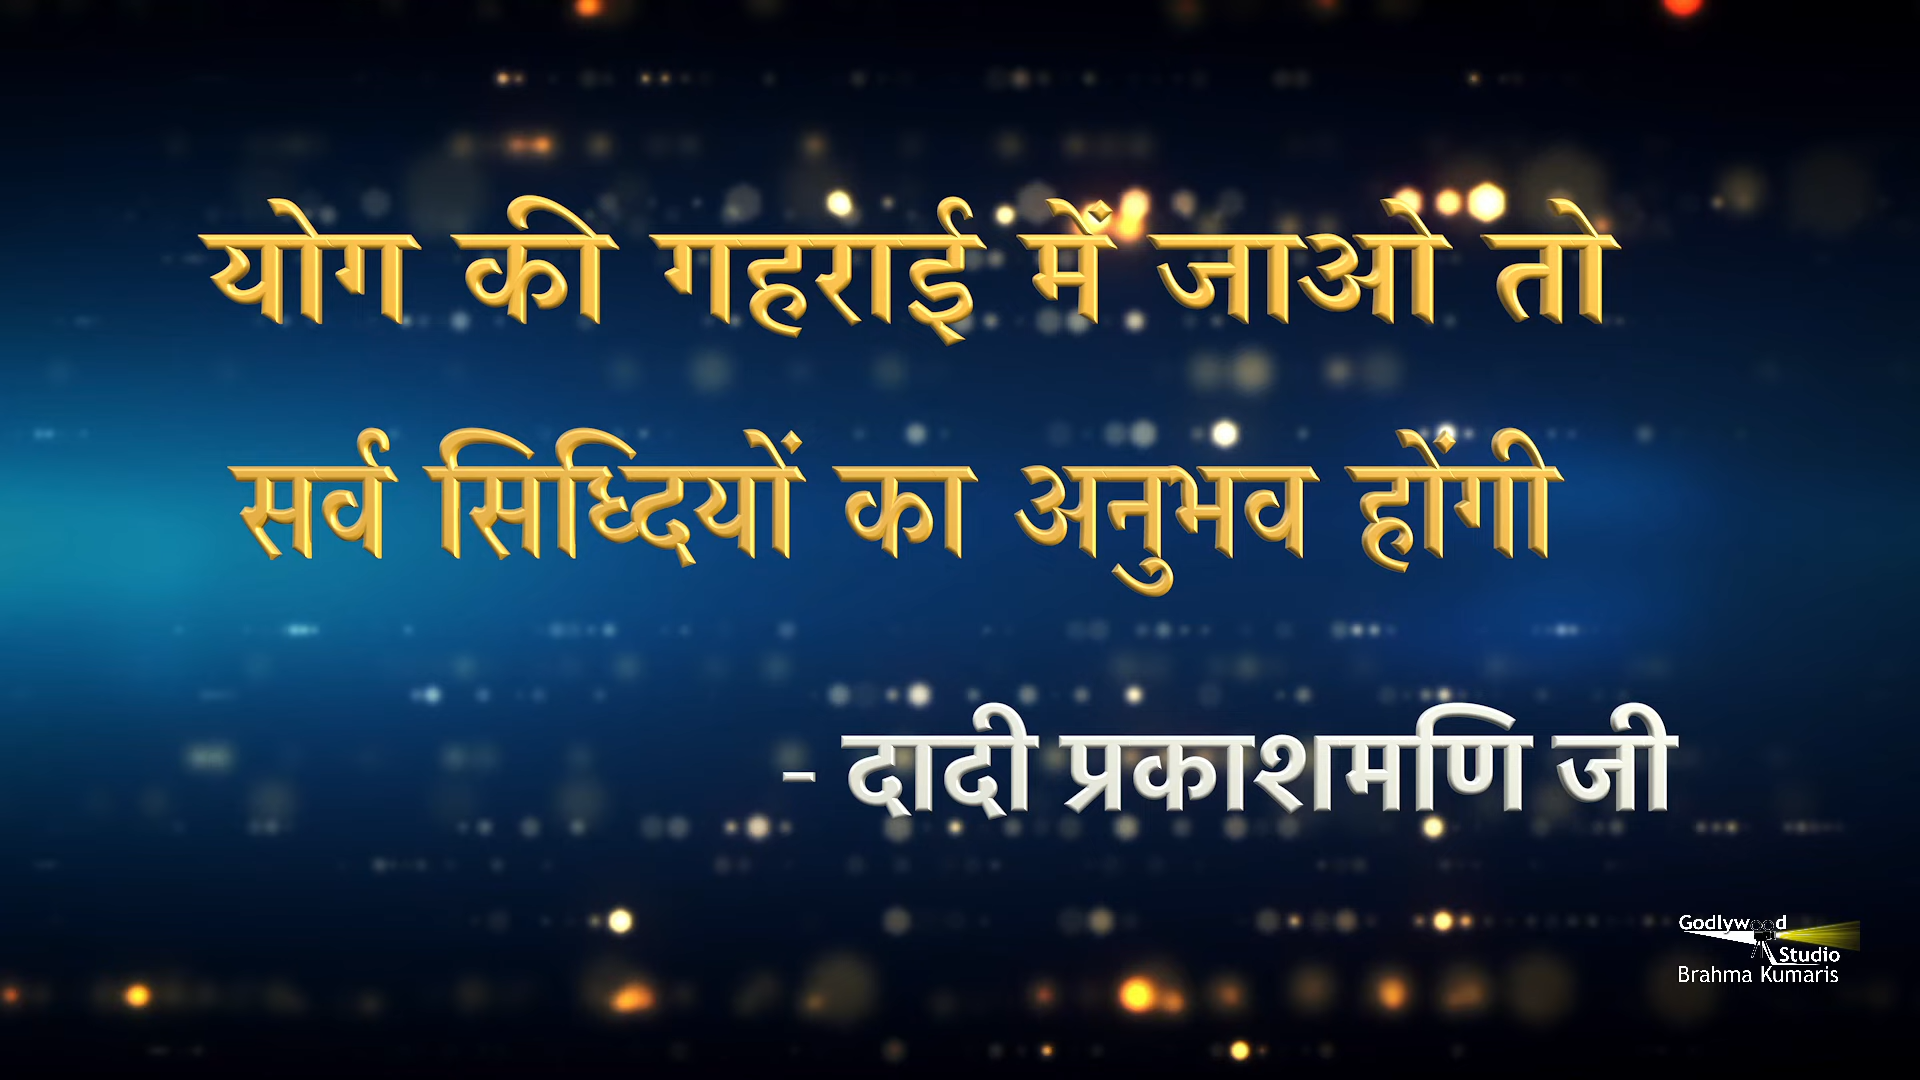 योग की गहराई में जाओ तो
सर्व सिध्दियों का अनुभव होंगी
- दादी प्रकाशमणि जी
Godlywood
Studio
Brahma Kumaris